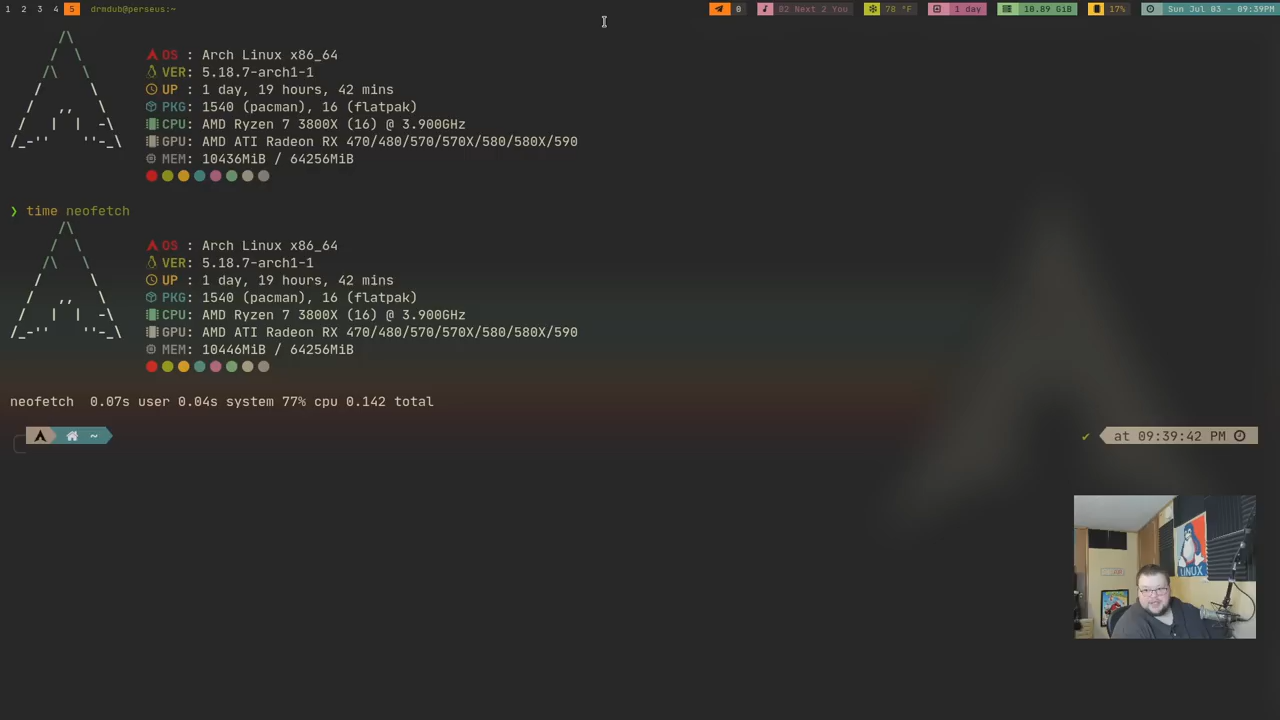 1 2 3 4 5 drmdub@perseus:~ 0 82 Next 2 You 78 °F 1 day 10.89 GiB 17% Sun Jul 03 - 09:39PM
OS : Arch Linux x86_64
VER: 5.18.7-arch1-1
UP : 1 day, 19 hours, 42 mins
PKG: 1540 (pacman), 16 (flatpak)
CPU: AMD Ryzen 7 3800X (16) @ 3.900GHz
GPU: AMD ATI Radeon RX 470/480/570/570X/580/580X/590
MEM: 10436MiB / 64256MiB
❯ time neofetch
OS : Arch Linux x86_64
VER: 5.18.7-arch1-1
UP : 1 day, 19 hours, 42 mins
PKG: 1540 (pacman), 16 (flatpak)
CPU: AMD Ryzen 7 3800X (16) @ 3.900GHz
GPU: AMD ATI Radeon RX 470/480/570/570X/580/580X/590
MEM: 10446MiB / 64256MiB
neofetch  0.07s user 0.04s system 77% cpu 0.142 total
~ ✔ at 09:39:42 PM
LINUX